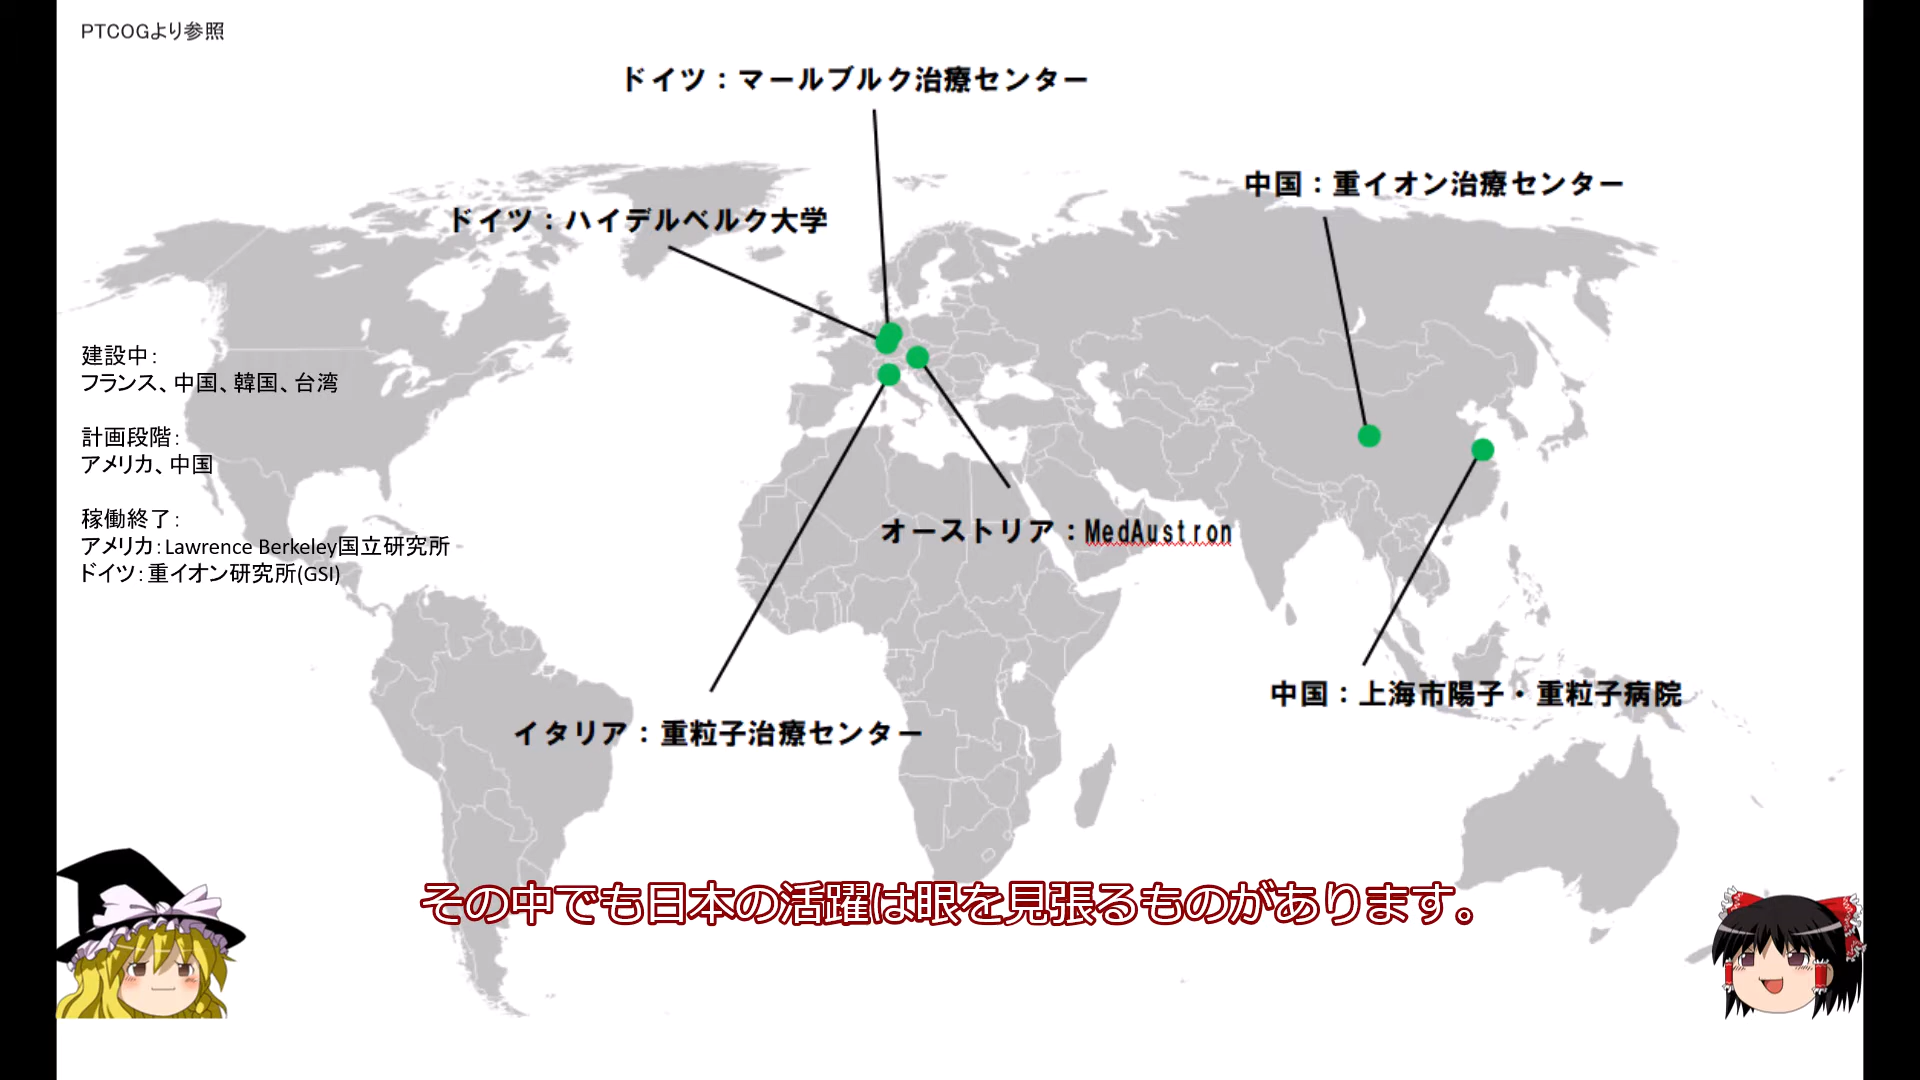 PTCOGより参照
ドイツ：マールブルク治療センター
中国：重イオン治療センター
ドイツ：ハイデルベルク大学
建設中：
フランス、中国、韓国、台湾
計画段階：
アメリカ、中国
稼働終了：
アメリカ：Lawrence Berkeley国立研究所
ドイツ：重イオン研究所(GSI)
オーストリア：MedAustron
中国：上海市陽子・重粒子病院
イタリア：重粒子治療センター
その中でも日本の活躍は眼を見張るものがあります。